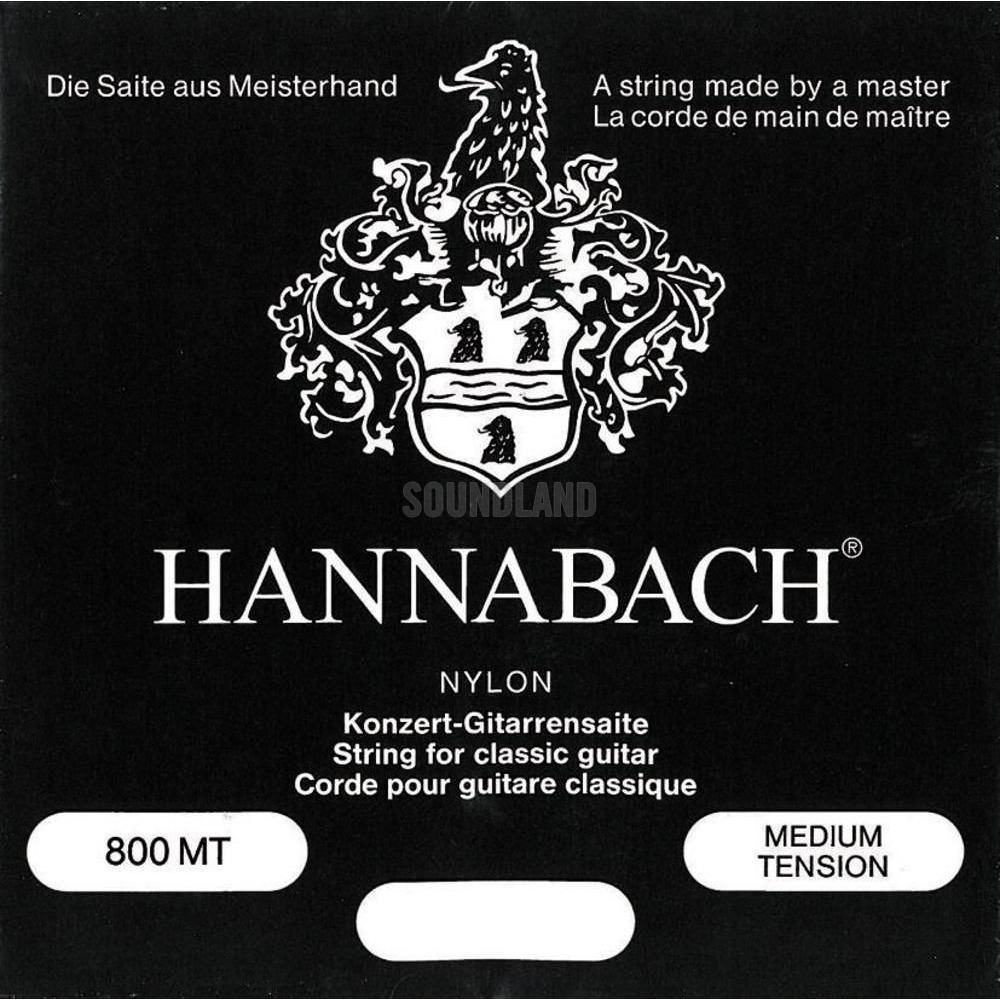 Die Saite aus Meisterhand
A string made by a master
La corde de main de maître
SOUNDLAND
HANNABACH®
NYLON
Konzert-Gitarrensaite
String for classic guitar
Corde pour guitare classique
800 MT
MEDIUM
TENSION